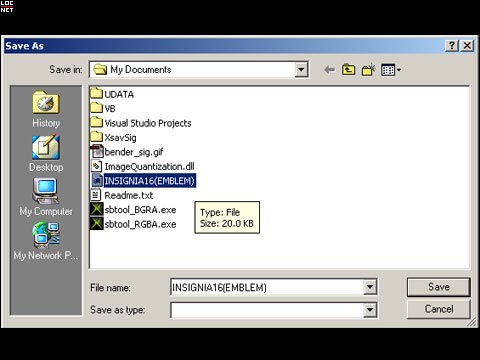 LOC
NET
Save As
Save in:
My Documents
History
Desktop
My Computer
My Network P...
UDATA
VB
Visual Studio Projects
XsavSig
bender_sig.gif
ImageQuantization.dll
INSIGNIA16(EMBLEM)
Readme.txt
sbtool_BGRA.exe
sbtool_RGBA.exe
Type: File
Size: 20.0 KB
File name:
INSIGNIA16(EMBLEM)
Save
Save as type:
Cancel